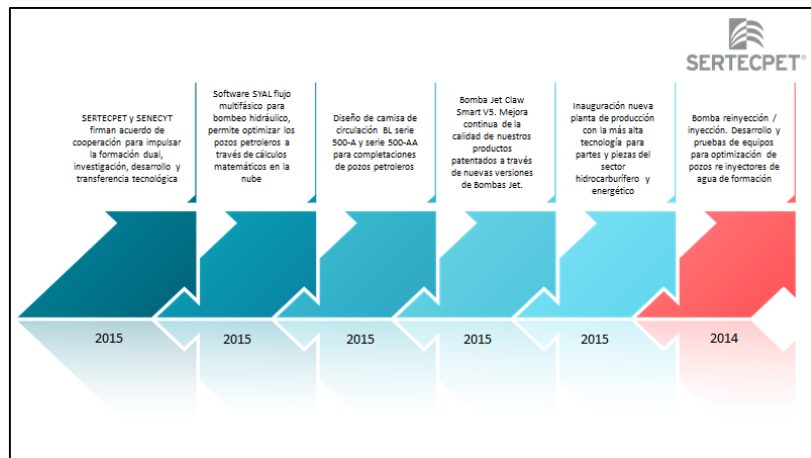 SERTECPET®
SERTECPET y SENECYT
firman acuerdo de
cooperación para impulsar
la formación dual,
investigación, desarrollo y
transferencia tecnológica
Software SYAL flujo
multifásico para
bombeo hidráulico,
permite optimizar los
pozos petroleros a
través de cálculos
matemáticos en la
nube
Diseño de camisa de
circulación BL serie
500-A y serie 500-AA
para completaciones
de pozos petroleros
Bomba Jet Claw
Smart V5. Mejora
continua de la
calidad de nuestros
productos
patentados a través
de nuevas versiones
de Bombas Jet.
Inauguración nueva
planta de producción
con la más alta
tecnología para
partes y piezas del
sector
hidrocarburífero y
energético
Bomba reinyección /
inyección. Desarrollo y
pruebas de equipos
para optimización de
pozos re inyectores de
agua de formación
2015
2015
2015
2015
2015
2014